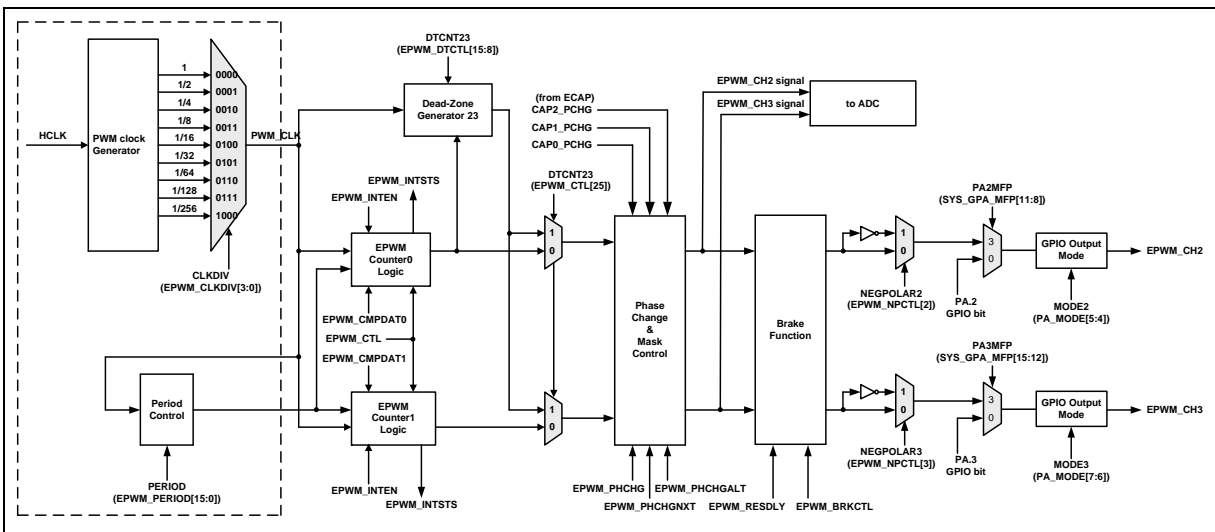 HCLK
PWM clock
Generator
1
1/2
1/4
1/8
1/16
1/32
1/64
1/128
1/256
0000
0001
0010
0011
0100
0101
0110
0111
1000
PWM_CLK
CLKDIV
(EPWM_CLKDIV[3:0])
Period
Control
PERIOD
(EPWM_PERIOD[15:0])
DTCNT23
(EPWM_DTCTL[15:8])
Dead-Zone
Generator 23
EPWM_INTSTS
EPWM_INTEN
EPWM
Counter0
Logic
EPWM_CMPDAT0
EPWM_CTL
EPWM_CMPDAT1
EPWM
Counter1
Logic
EPWM_INTEN
EPWM_INTSTS
DTCNT23
(EPWM_CTL[25])
1
0
1
0
(from ECAP)
CAP2_PCHG
CAP1_PCHG
CAP0_PCHG
Phase
Change
&
Mask
Control
EPWM_PHCHG
EPWM_PHCHGNXT
EPWM_PHCHGALT
EPWM_CH2 signal
EPWM_CH3 signal
to ADC
Brake
Function
EPWM_RESDLY
EPWM_BRKCTL
1
0
NEGPOLAR2
(EPWM_NPCTL[2])
PA2MFP
(SYS_GPA_MFP[11:8])
3
0
PA.2
GPIO bit
GPIO Output
Mode
MODE2
(PA_MODE[5:4])
EPWM_CH2
1
0
NEGPOLAR3
(EPWM_NPCTL[3])
PA3MFP
(SYS_GPA_MFP[15:12])
3
0
PA.3
GPIO bit
GPIO Output
Mode
MODE3
(PA_MODE[7:6])
EPWM_CH3